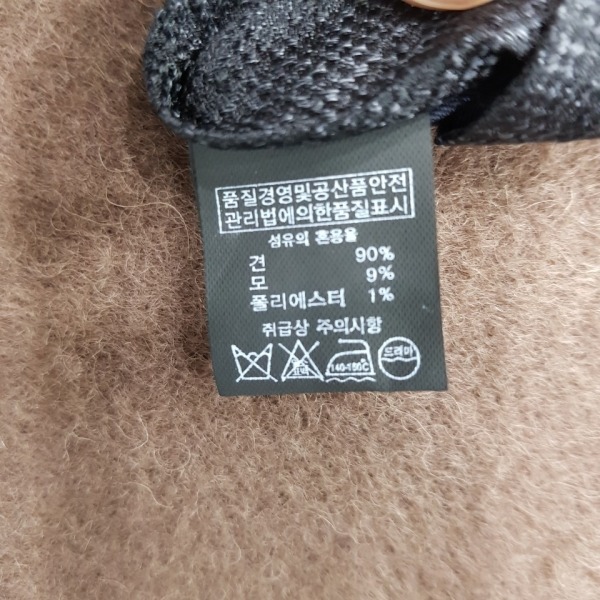 품질경영및공산품안전
관리법에의한품질표시
섬유의 혼용율
견 90%
모 9%
폴리에스터 1%
취급상 주의사항
표백 140-160℃ 드라이